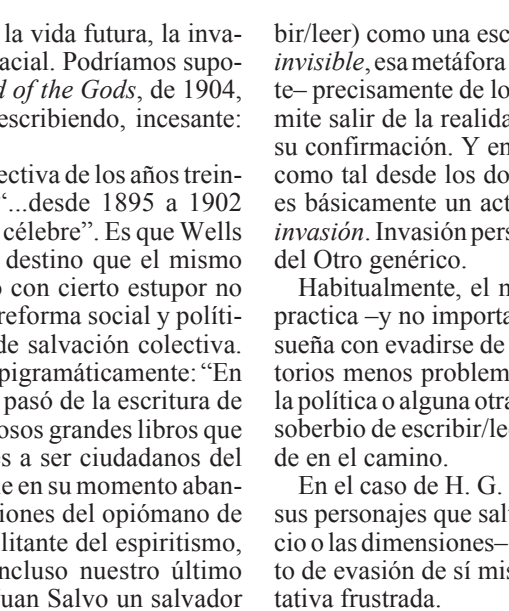 la vida futura, la inva-
acial. Podríamos supo-
d of the Gods, de 1904,
escribiendo, incesante:
ectiva de los años trein-
“...desde 1895 a 1902
célebre”. Es que Wells
destino que el mismo
con cierto estupor no
reforma social y políti-
de salvación colectiva.
pigramáticamente: “En
pasó de la escritura de
osos grandes libros que
s a ser ciudadanos del
e en su momento aban-
iones del opiómano de
litante del espiritismo,
ncluso nuestro último
uan Salvo un salvador
bir/leer) como una esc
invisible, esa metáfora
te– precisamente de lo
mite salir de la realida
su confirmación. Y en
como tal desde los do
es básicamente un act
invasión. Invasión pers
del Otro genérico.
Habitualmente, el m
practica –y no importa
sueña con evadirse de
torios menos problem
la política o alguna otra
soberbio de escribir/lee
de en el camino.
En el caso de H. G.
sus personajes que salt
cio o las dimensiones–
to de evasión de sí mis
tativa frustrada.